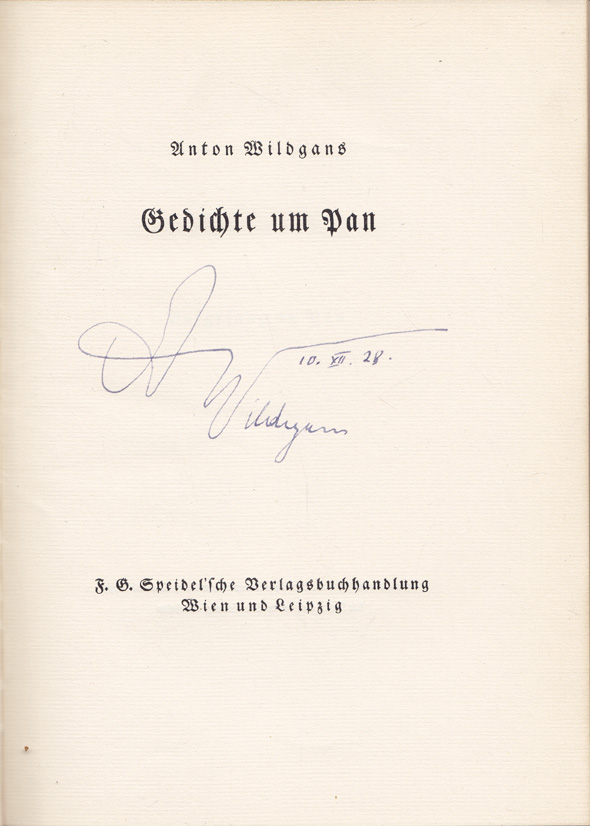 Anton Wildgans
Gedichte um Pan
A
10. XII. 28.
Wildgans
F. G. Speidel'sche Verlagsbuchhandlung
Wien und Leipzig